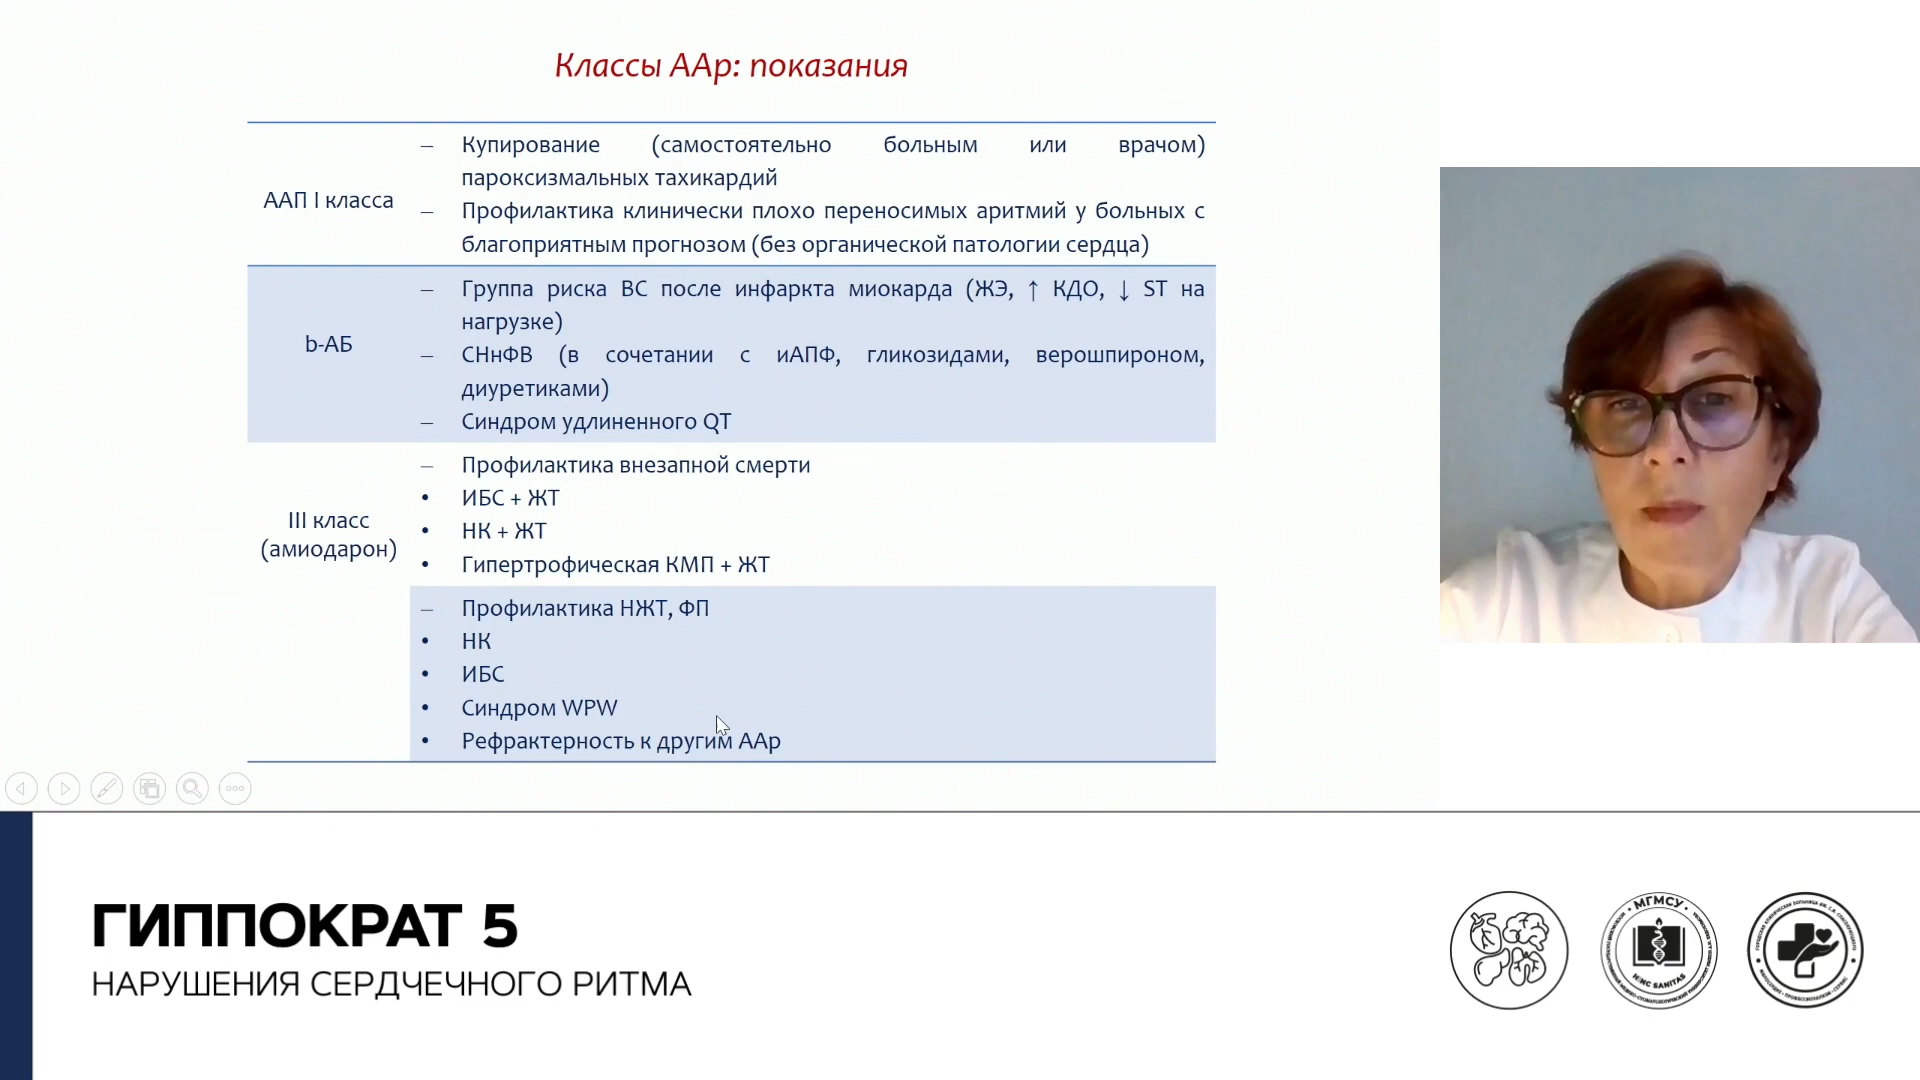 Классы ААр: показания
ААП I класса
– Купирование (самостоятельно больным или врачом)
пароксизмальных тахикардий
– Профилактика клинически плохо переносимых аритмий у больных с
благоприятным прогнозом (без органической патологии сердца)
b-АБ
– Группа риска ВС после инфаркта миокарда (ЖЭ, ↑ КДО, ↓ ST на
нагрузке)
– СНнФВ (в сочетании с иАПФ, гликозидами, верошпироном,
диуретиками)
– Синдром удлиненного QT
III класс
(амиодарон)
– Профилактика внезапной смерти
• ИБС + ЖТ
• НК + ЖТ
• Гипертрофическая КМП + ЖТ
– Профилактика НЖТ, ФП
• НК
• ИБС
• Синдром WPW
• Рефрактерность к другим ААр
ГИППОКРАТ 5
НАРУШЕНИЯ СЕРДЕЧНОГО РИТМА
МГМСУ
HINC SANITAS